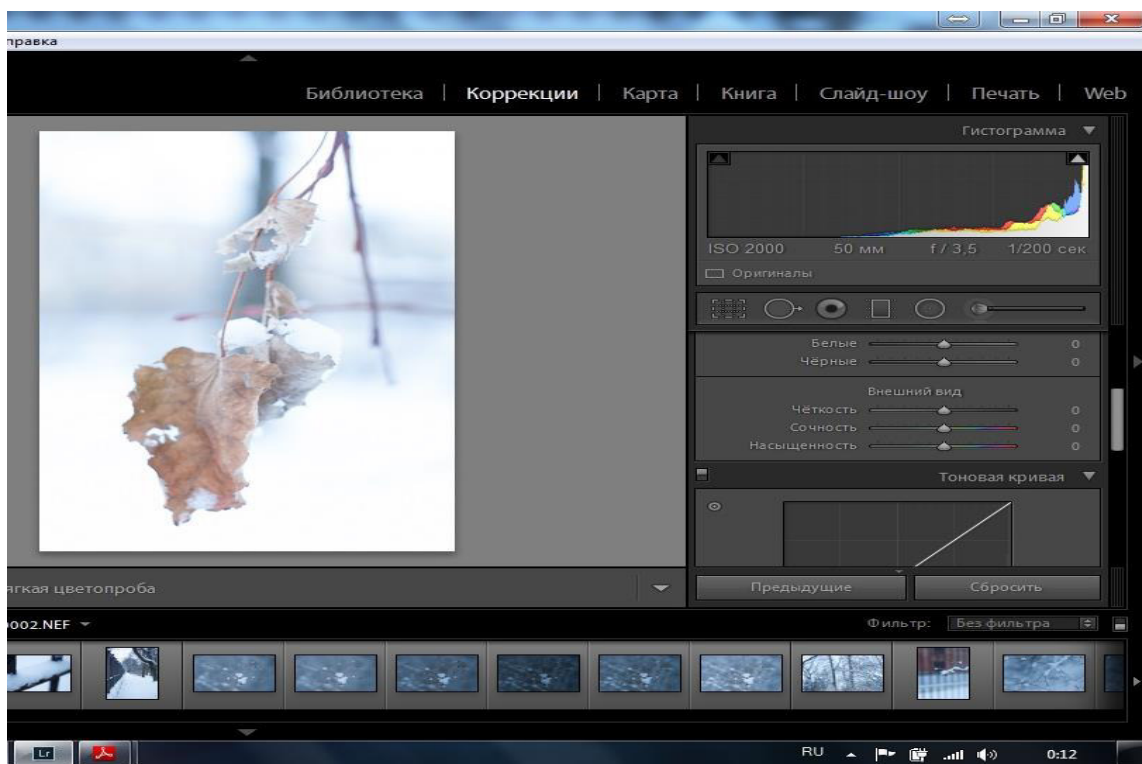 правка
Библиотека | Коррекции | Карта | Книга | Слайд-шоу | Печать | Web
Гистограмма
ISO 2000 50 мм f / 3,5 1/200 сек
Оригиналы
Белые 0
Чёрные 0
Внешний вид
Чёткость 0
Сочность 0
Насыщенность 0
Тоновая кривая
Предыдущие Сбросить
ягкая цветопроба
0002.NEF Фильтр: Без фильтра
Lr RU 0:12